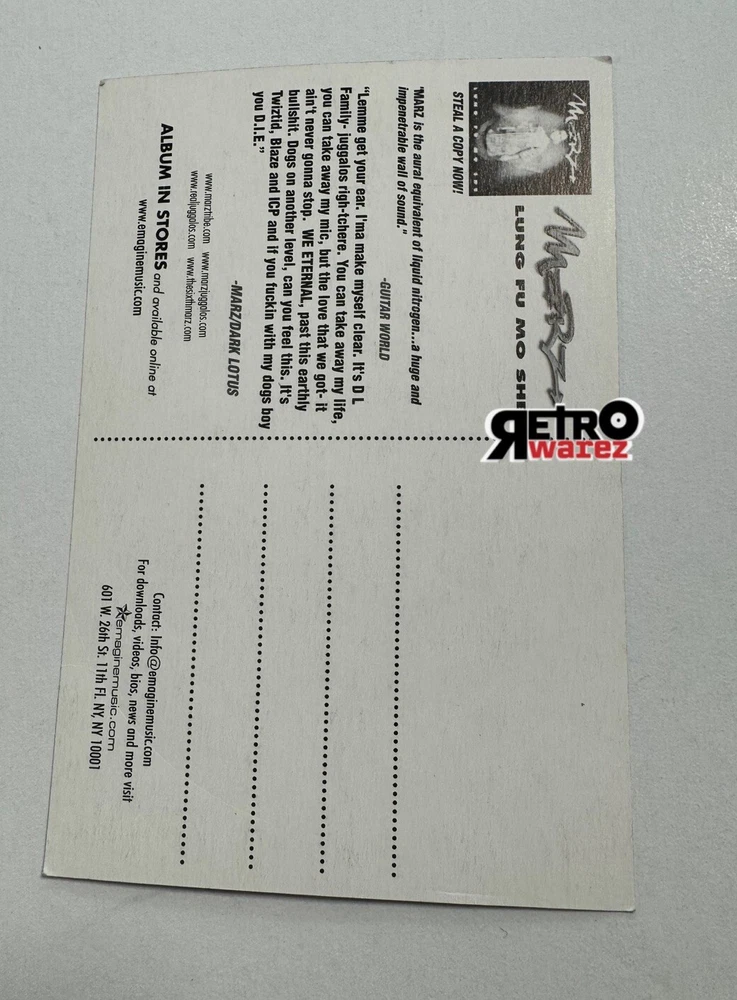 MARZ
LUNG FU MO SHE
MARZ
LUNG FU MO SHE
STEAL A COPY NOW!
"MARZ is the aural equivalent of liquid nitrogen...a huge and
impenetrable wall of sound."
-GUITAR WORLD
"Lemme get your ear. I'ma make myself clear. It's D L
Family- juggalos righ-tchere. You can take away my life,
you can take away my mic, but the love that we got- it
ain't never gonna stop. WE ETERNAL, past this earthly
bullshit. Dogs on another level, can you feel this. It's
Twiztid, Blaze and ICP and if you fuckin with my dogs boy
you D.I.E."
-MARZ/DARK LOTUS
www.marztribe.com www.marzjuggalos.com
www.redjuggalos.com www.thesixthmarz.com
ALBUM IN STORES and available online at
www.emaginemusic.com
Contact: Info@emaginemusic.com
For downloads, videos, bios, news and more visit
emaginemusic.com
601 W. 26th St. 11th Fl. NY, NY 10001
RETRO
warez